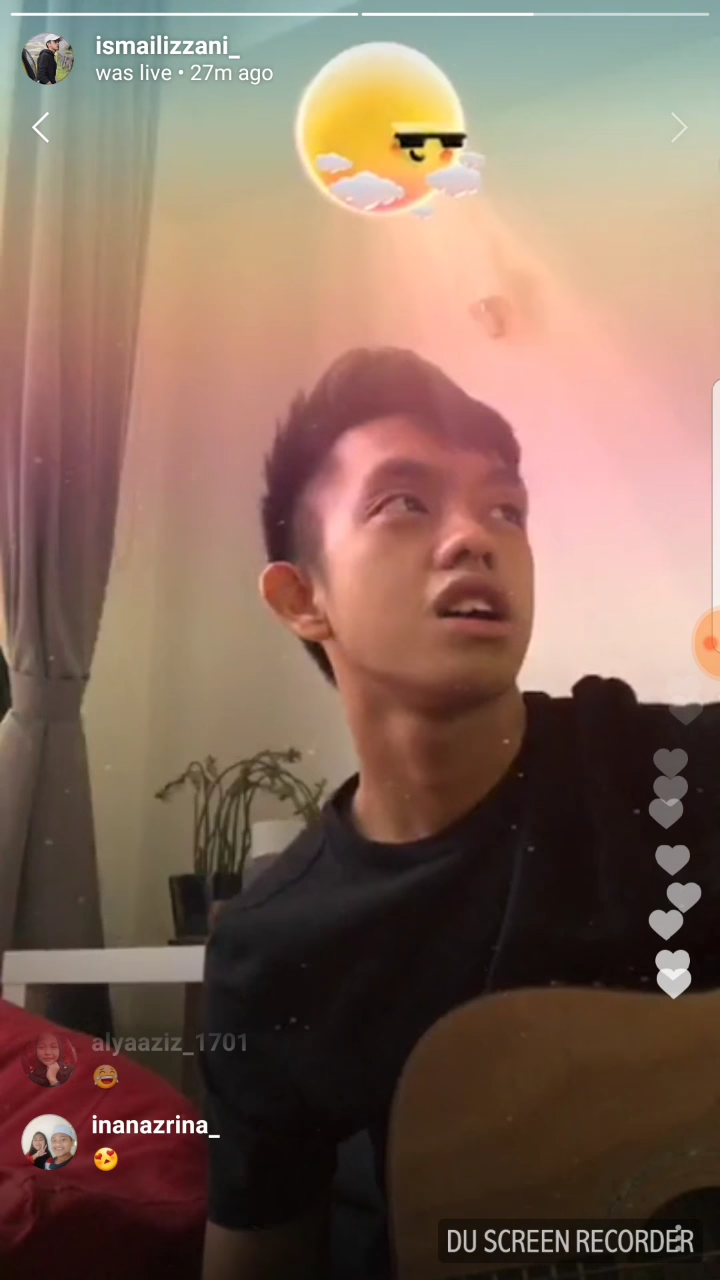 ismailizzani_
was live • 27m ago
alyaaziz_1701
😂
inanazrina_
😍
DU SCREEN RECORDER